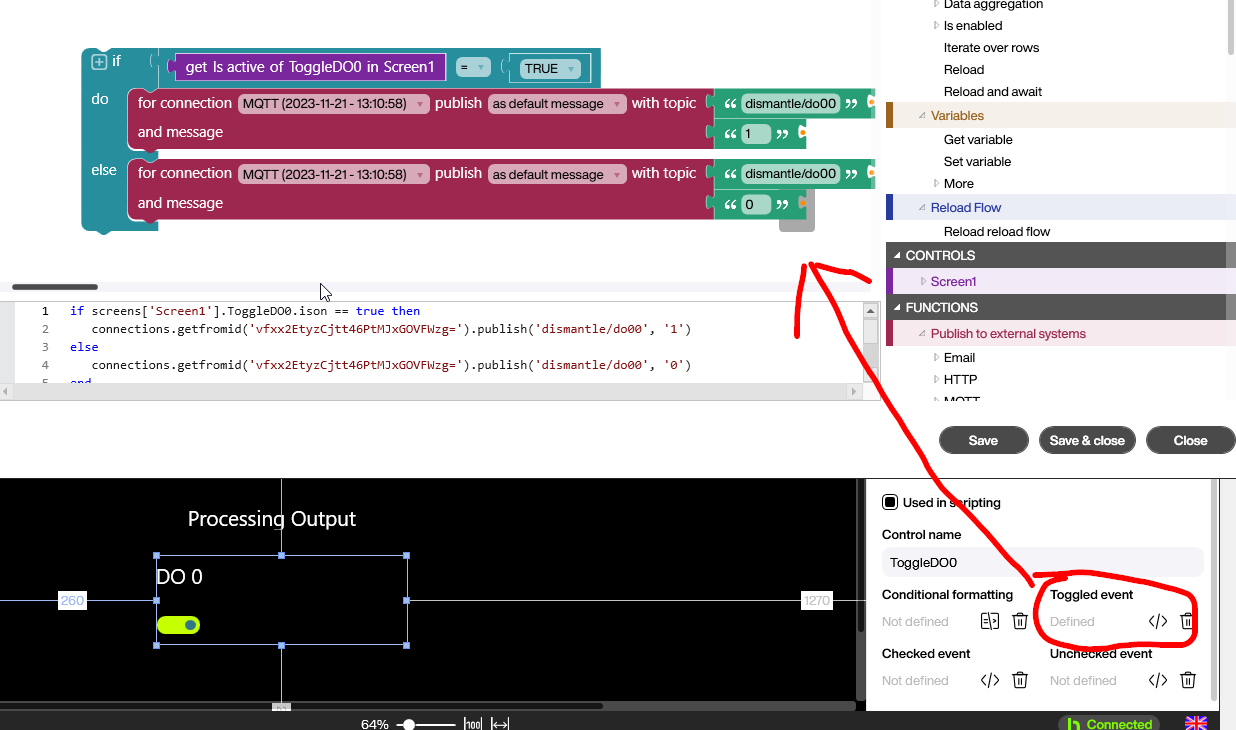 if get Is active of ToggleDO0 in Screen1 = TRUE
do for connection MQTT (2023-11-21 - 13:10:58) publish as default message with topic “ dismantle/do00 ”
and message “ 1 ”
else for connection MQTT (2023-11-21 - 13:10:58) publish as default message with topic “ dismantle/do00 ”
and message “ 0 ”
1 if screens['Screen1'].ToggleDO0.ison == true then
2 connections.getfromid('vfxx2EtyzCjtt46PtMJxGOVFWzg=').publish('dismantle/do00', '1')
3 else
4 connections.getfromid('vfxx2EtyzCjtt46PtMJxGOVFWzg=').publish('dismantle/do00', '0')
5 end
Data aggregation
Is enabled
Iterate over rows
Reload
Reload and await
Variables
Get variable
Set variable
More
Reload Flow
Reload reload flow
CONTROLS
Screen1
FUNCTIONS
Publish to external systems
Email
HTTP
MQTT
Save Save & close Close
Processing Output
DO 0
260
1270
Used in scripting
Control name
ToggleDO0
Conditional formatting Toggled event
Not defined Defined
Checked event Unchecked event
Not defined Not defined
64% 100 Connected